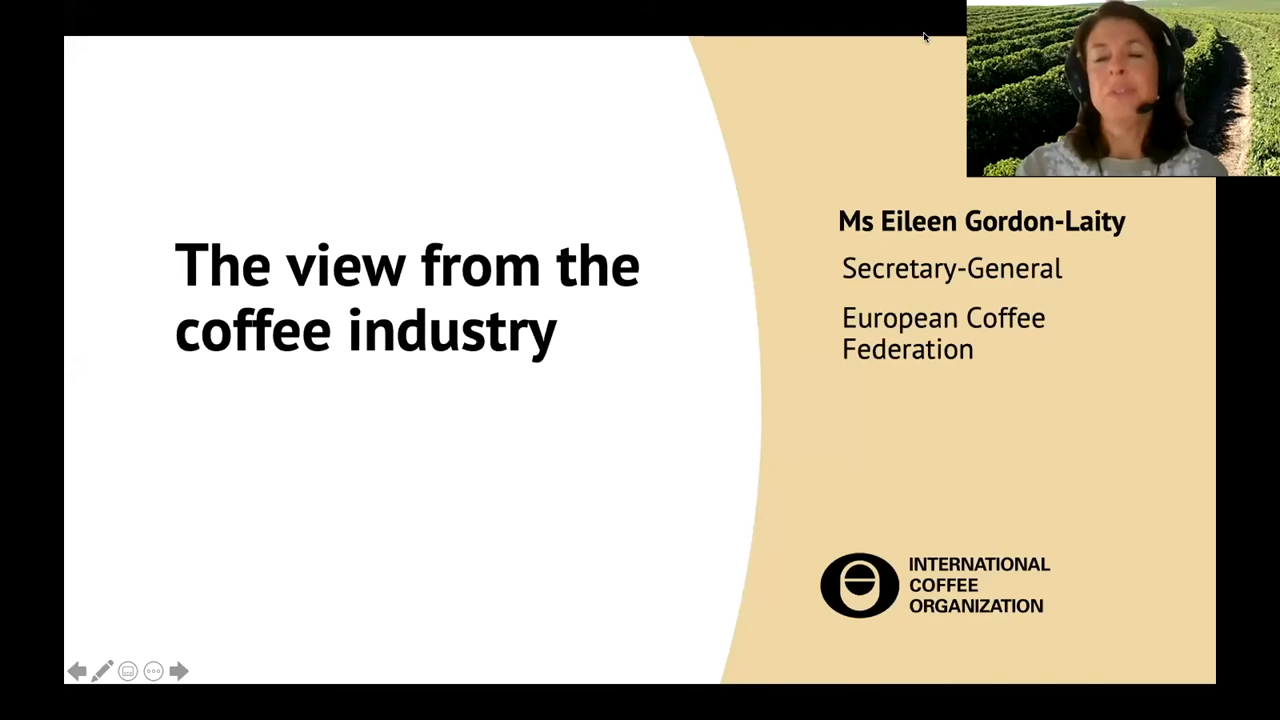 The view from the
coffee industry
Ms Eileen Gordon-Laity
Secretary-General
European Coffee
Federation
INTERNATIONAL
COFFEE
ORGANIZATION